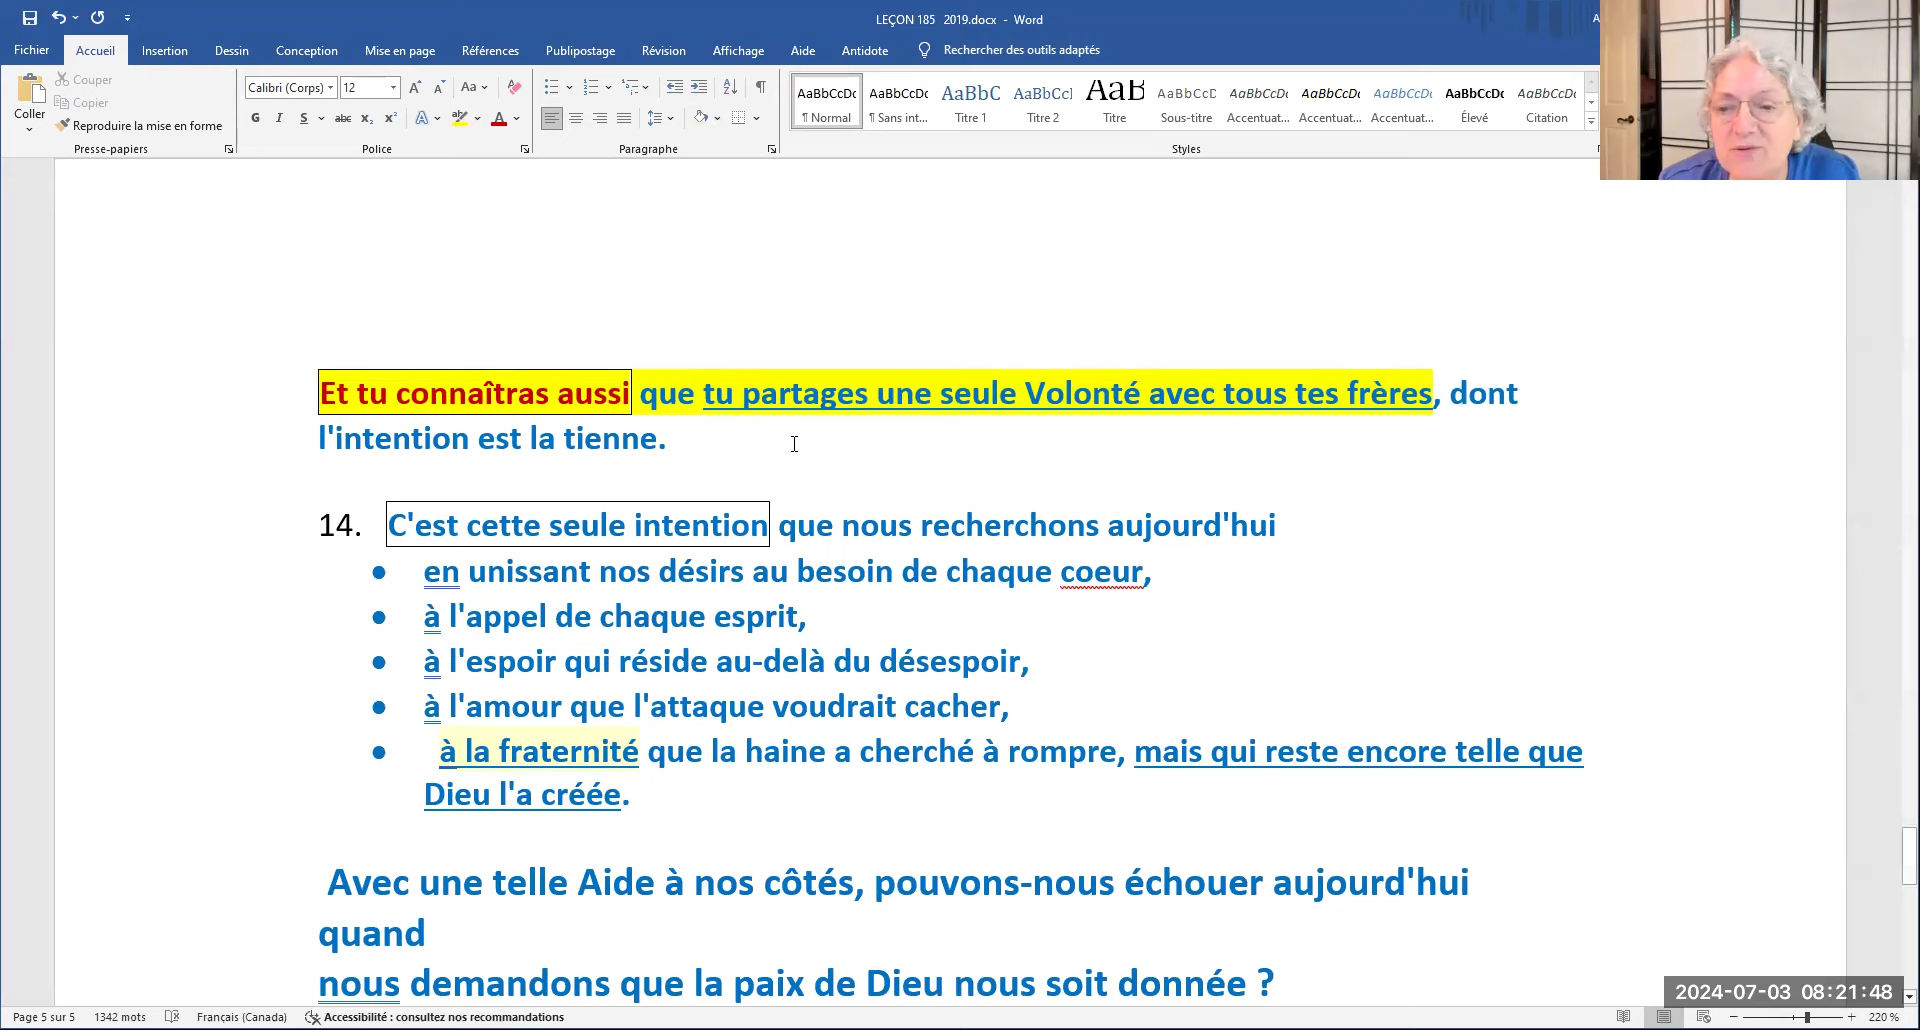 LEÇON 185 2019.docx - Word
Fichier Accueil Insertion Dessin Conception Mise en page Références Publipostage Révision Affichage Aide Antidote Rechercher des outils adaptés
Couper
Copier
Coller
Reproduire la mise en forme
Presse-papiers
Calibri (Corps) 12
Aa
G I S abc x₂ x² A A
Police
Paragraphe
AaBbCcDc AaBbCcDc AaBbC AaBbCcI AaB AaBbCcD AaBbCcDc AaBbCcDc AaBbCcDc AaBbCcDc AaBbCcDc
¶ Normal ¶ Sans int... Titre 1 Titre 2 Titre Sous-titre Accentuat... Accentuat... Accentuat... Élevé Citation
Styles
Et tu connaîtras aussi que tu partages une seule Volonté avec tous tes frères, dont
l'intention est la tienne.
14. C'est cette seule intention que nous recherchons aujourd'hui
• en unissant nos désirs au besoin de chaque coeur,
• à l'appel de chaque esprit,
• à l'espoir qui réside au-delà du désespoir,
• à l'amour que l'attaque voudrait cacher,
• à la fraternité que la haine a cherché à rompre, mais qui reste encore telle que
Dieu l'a créée.
Avec une telle Aide à nos côtés, pouvons-nous échouer aujourd'hui
quand
nous demandons que la paix de Dieu nous soit donnée ?
2024-07-03 08:21:48
Page 5 sur 5 1342 mots Français (Canada) Accessibilité : consultez nos recommandations 220 %